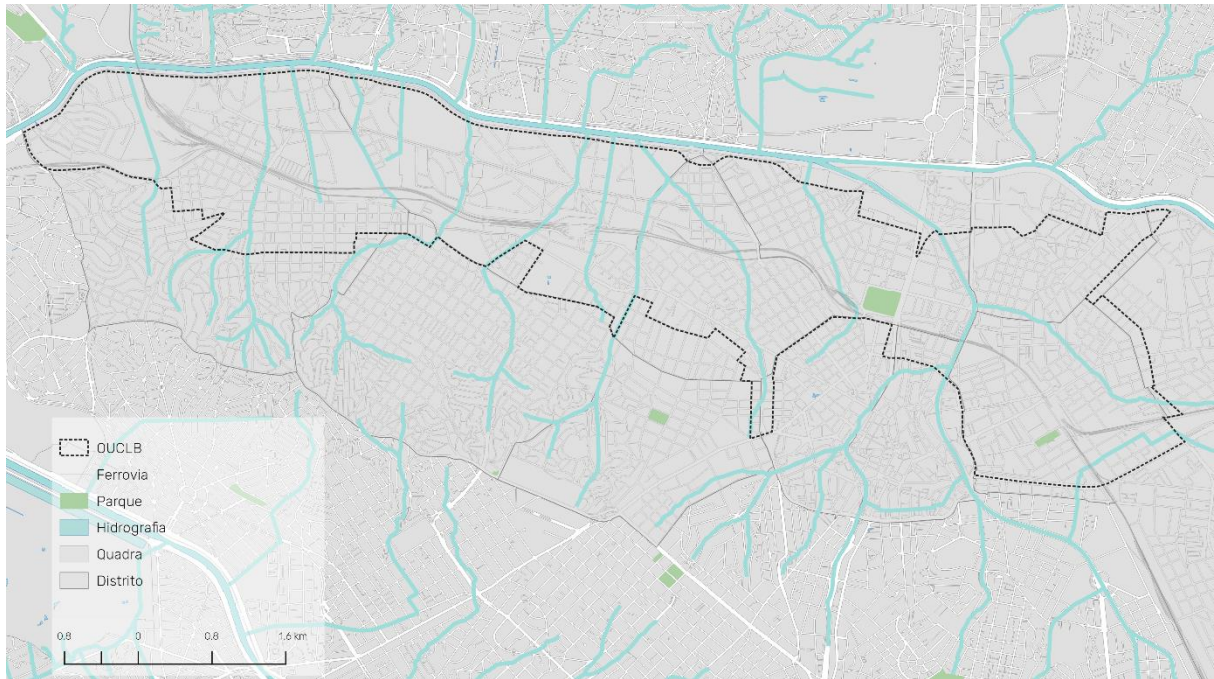 OUCLB
Ferrovia
Parque
Hidrografia
Quadra
Distrito
0.8 0 0.8 1.6 km